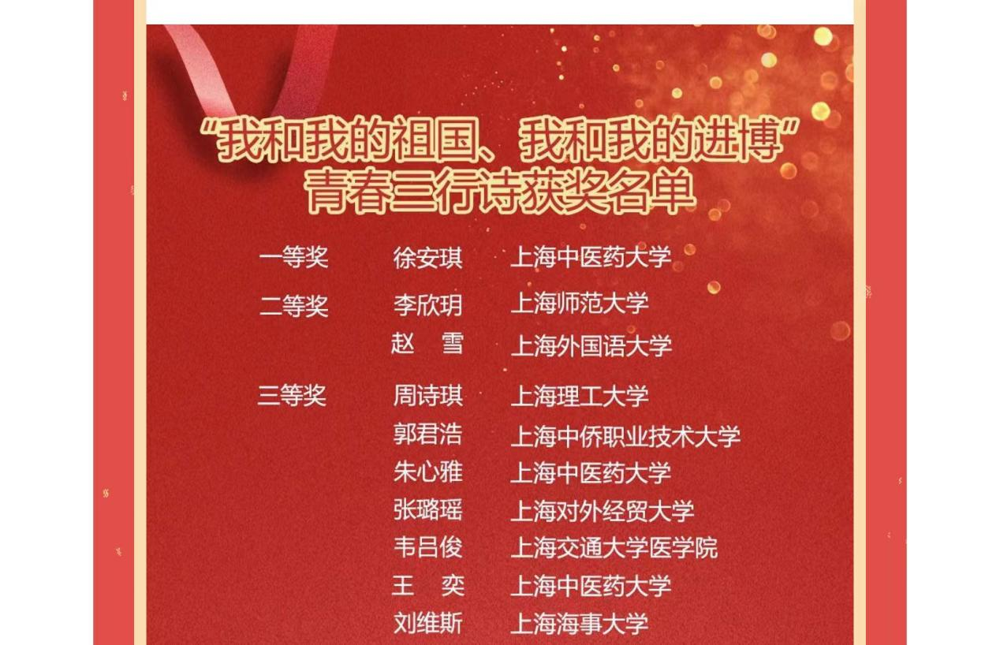 “我和我的祖国、我和我的进博”
青春三行诗获奖名单
一等奖 徐安琪 上海中医药大学
二等奖 李欣玥 上海师范大学
赵 雪 上海外国语大学
三等奖 周诗琪 上海理工大学
郭君浩 上海中侨职业技术大学
朱心雅 上海中医药大学
张璐瑶 上海对外经贸大学
韦吕俊 上海交通大学医学院
王 奕 上海中医药大学
刘维斯 上海海事大学